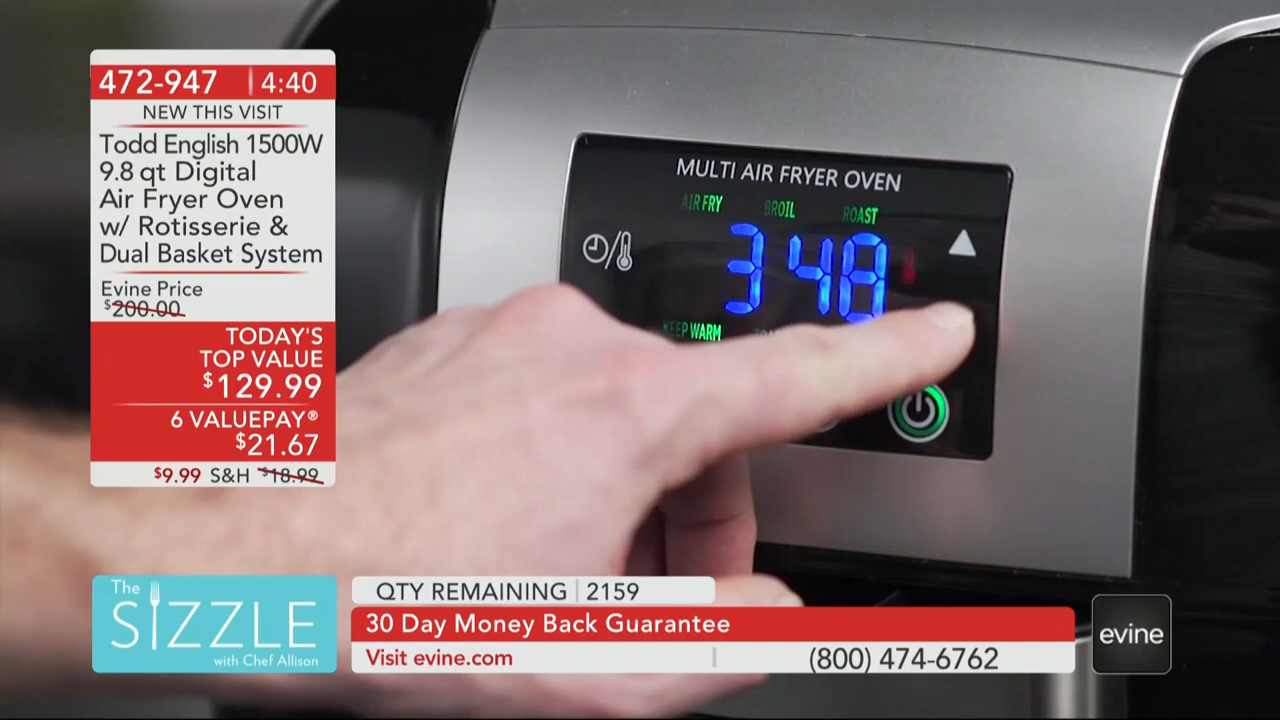 472-947 | 4:40
NEW THIS VISIT
Todd English 1500W
9.8 qt Digital
Air Fryer Oven
w/ Rotisserie &
Dual Basket System
Evine Price
$200.00
TODAY'S
TOP VALUE
$129.99
6 VALUEPAY®
$21.67
$9.99 S&H $18.99
MULTI AIR FRYER OVEN
AIR FRY BROIL ROAST
348
KEEP WARM
The
SIZZLE
with Chef Allison
QTY REMAINING | 2159
30 Day Money Back Guarantee
Visit evine.com | (800) 474-6762
evine